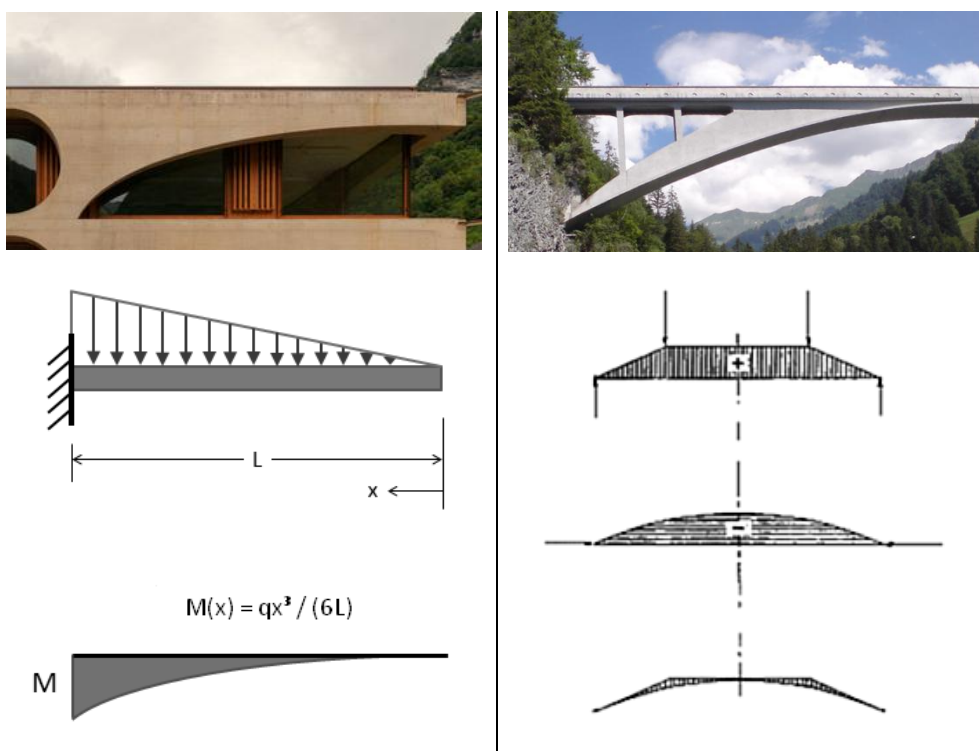 L
x
M(x) = qx³ / (6L)
M
+
-